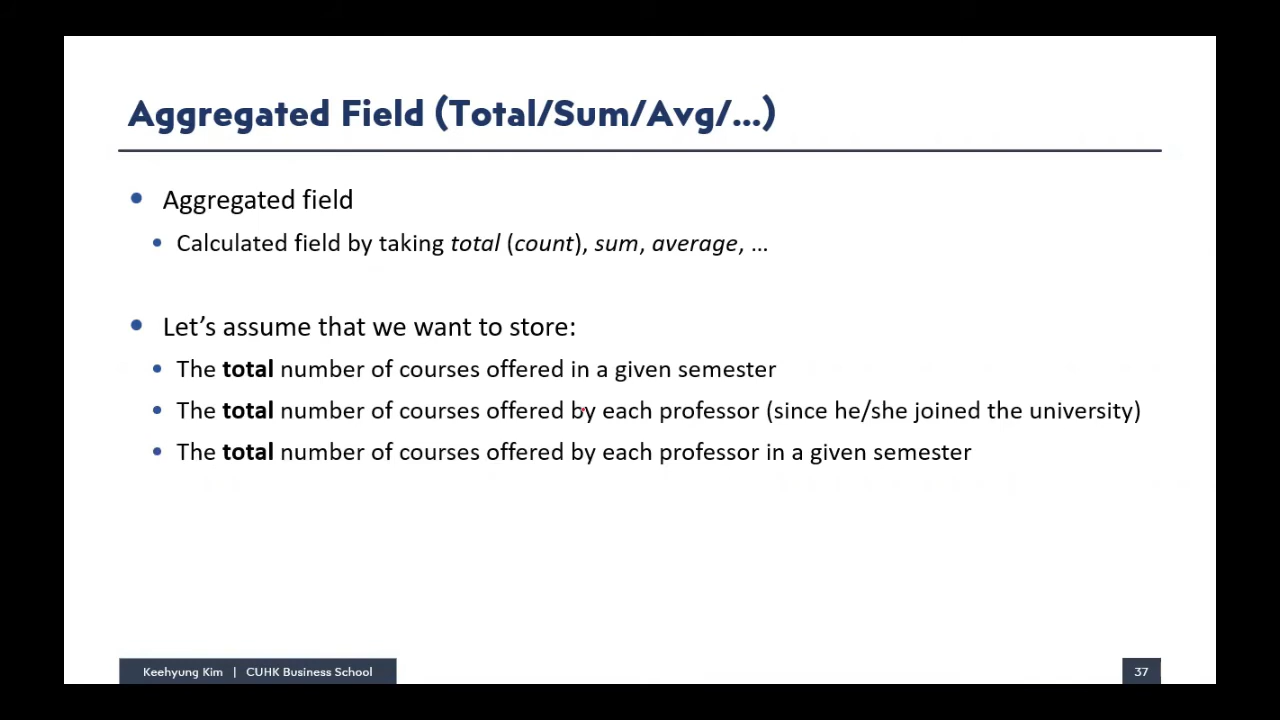 Aggregated Field (Total/Sum/Avg/...)
Aggregated field
Calculated field by taking total (count), sum, average, ...
Let’s assume that we want to store:
The total number of courses offered in a given semester
The total number of courses offered by each professor (since he/she joined the university)
The total number of courses offered by each professor in a given semester
Keehyung Kim | CUHK Business School
37